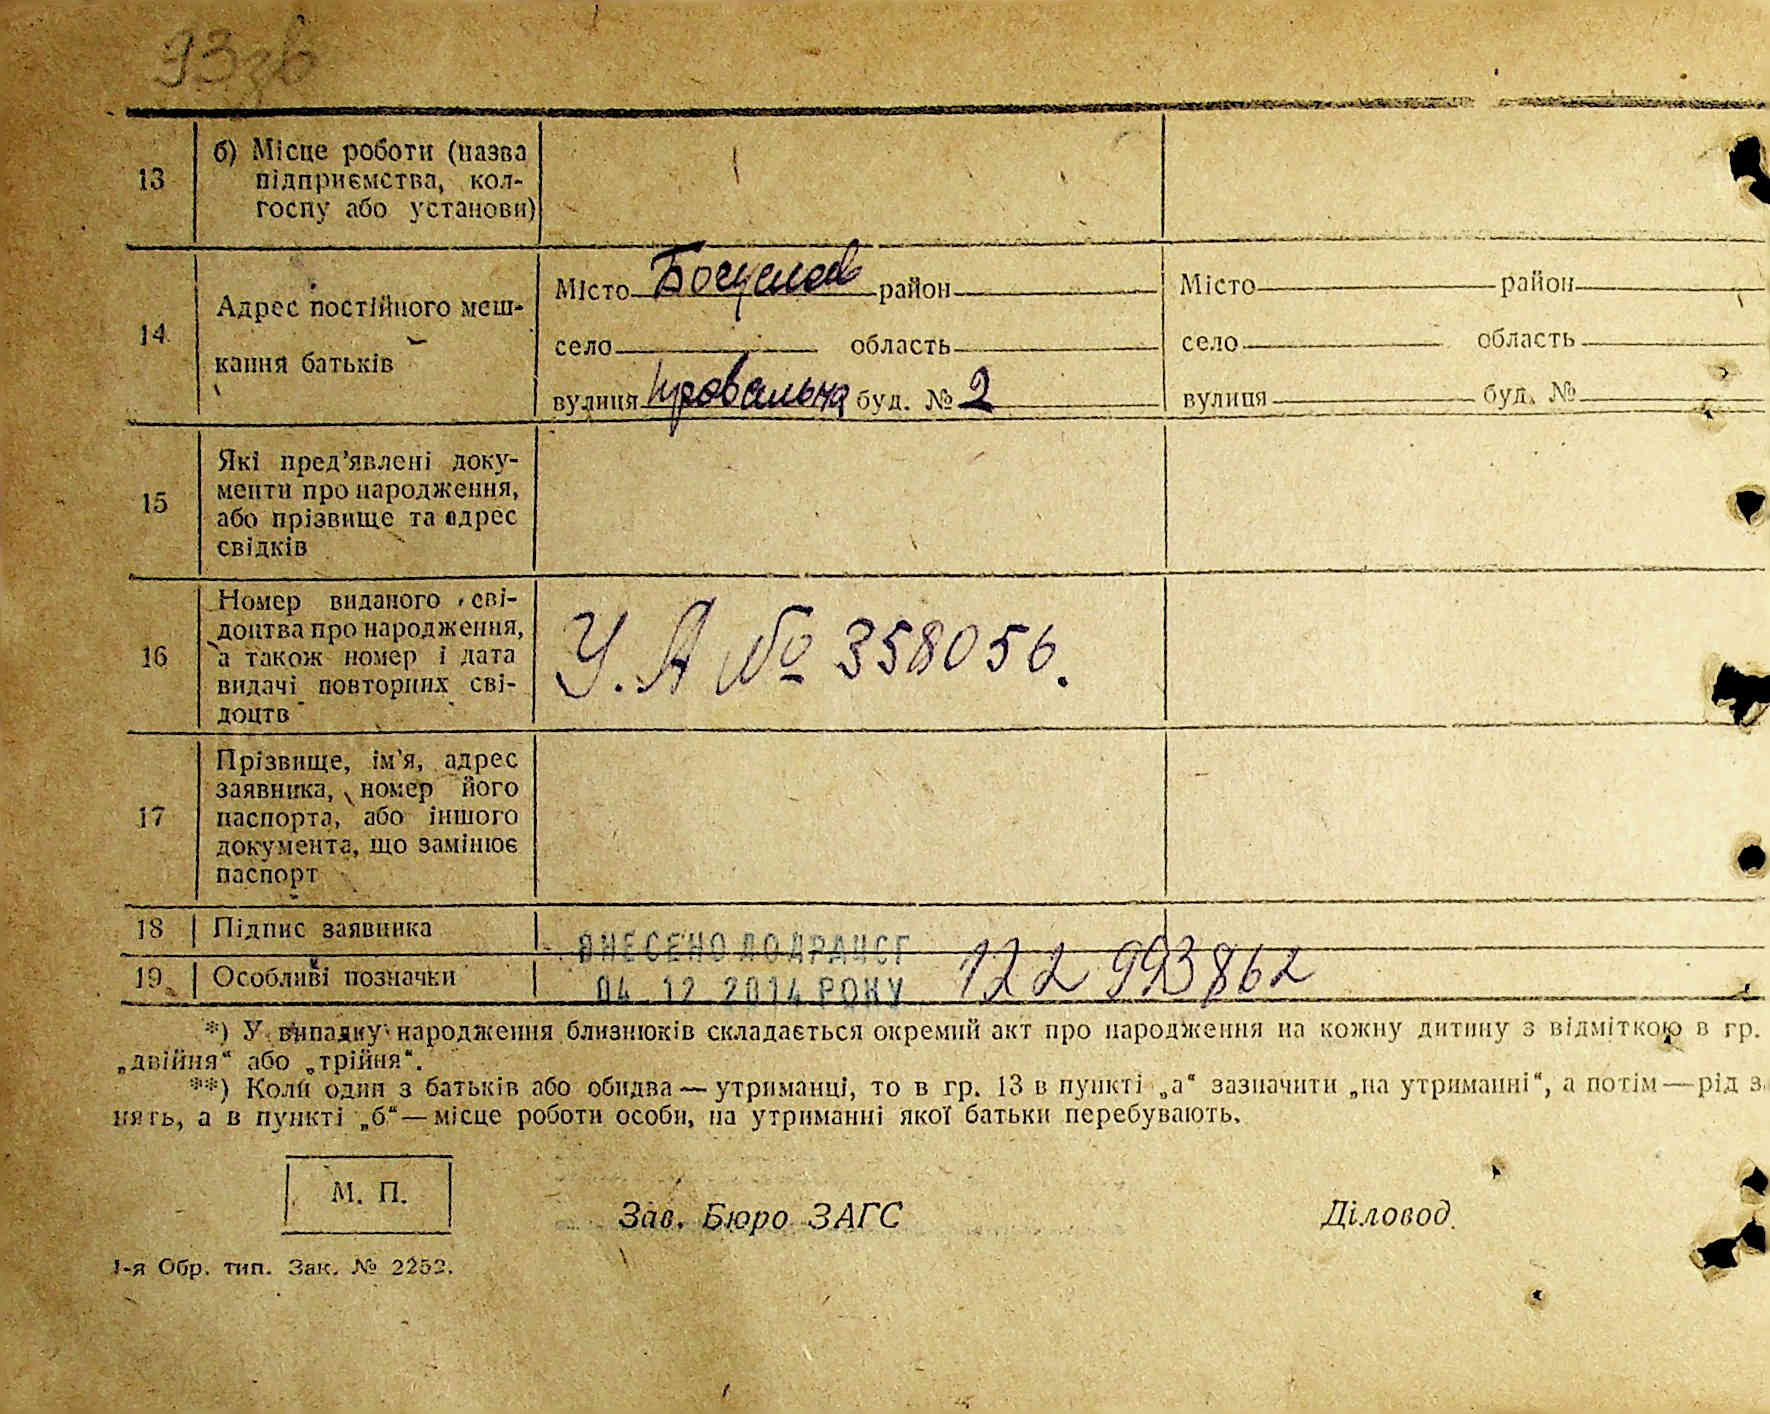 93зв
13
б) Місце роботи (назва
підприємства, кол-
госпу або установи)
14
Адрес постійного меш-
кання батьків
Місто Богуслав район
село область
вулиця буд. № 2
Місто район
село область
вулиця буд. №
15
Які пред’явлені доку-
менти про народження,
або прізвище та адрес
свідків
16
Номер виданого сві-
доцтва про народження,
а також номер і дата
видачі повторних сві-
доцтв
У. А № 358056.
17
Прізвище, ім’я, адрес
заявника, номер його
паспорта, або іншого
документа, що замінює
паспорт
18 Підпис заявника
ВНЕСЕНО ДО ДРАЦСГ
19 Особливі позначки
04 12 2014 РОКУ 122 993862
*) У випадку народження близнюків складається окремий акт про народження на кожну дитину з відміткою в гр.
„двійня“ або „трійня“.
**) Коли один з батьків або обидва — утриманці, то в гр. 13 в пункті „а“ зазначити „на утриманні“, а потім — рід з
нять, а в пункті „б“ — місце роботи особи, на утриманні якої батьки перебувають.
М. П.
Зав. Бюро ЗАГС Діловод
1-я Обр. тип. Зак. № 2252.